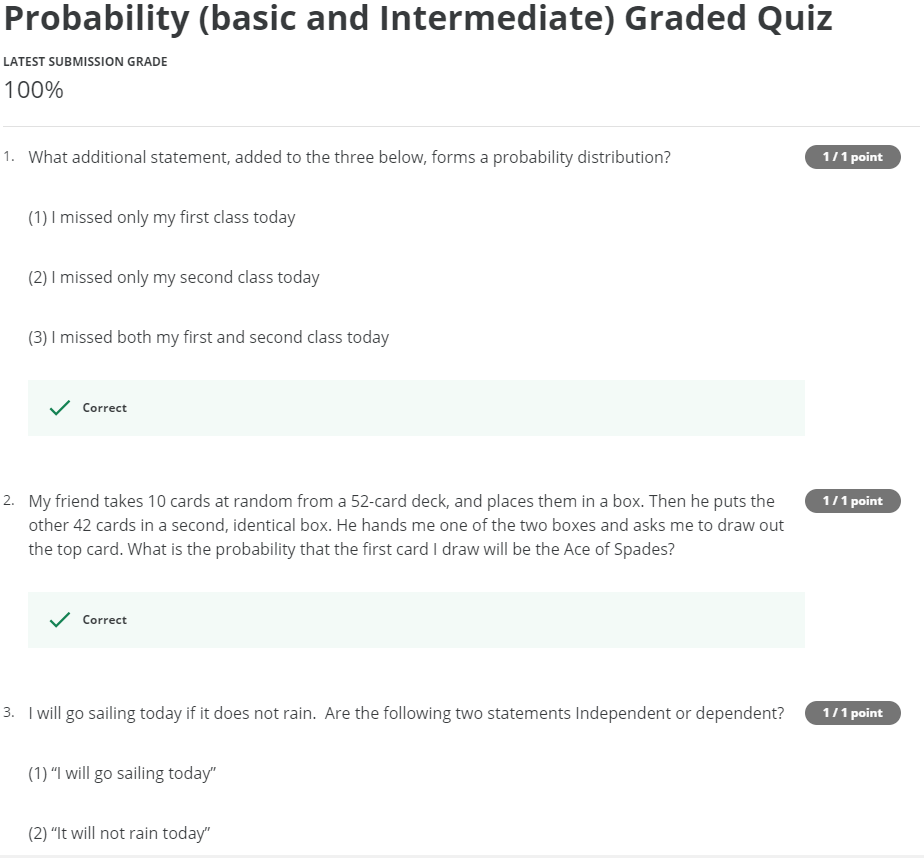 Probability (basic and Intermediate) Graded Quiz
LATEST SUBMISSION GRADE
100%
1. What additional statement, added to the three below, forms a probability distribution? 1 / 1 point
(1) I missed only my first class today
(2) I missed only my second class today
(3) I missed both my first and second class today
Correct
2. My friend takes 10 cards at random from a 52-card deck, and places them in a box. Then he puts the 1 / 1 point
other 42 cards in a second, identical box. He hands me one of the two boxes and asks me to draw out
the top card. What is the probability that the first card I draw will be the Ace of Spades?
Correct
3. I will go sailing today if it does not rain. Are the following two statements Independent or dependent? 1 / 1 point
(1) “I will go sailing today”
(2) “It will not rain today”